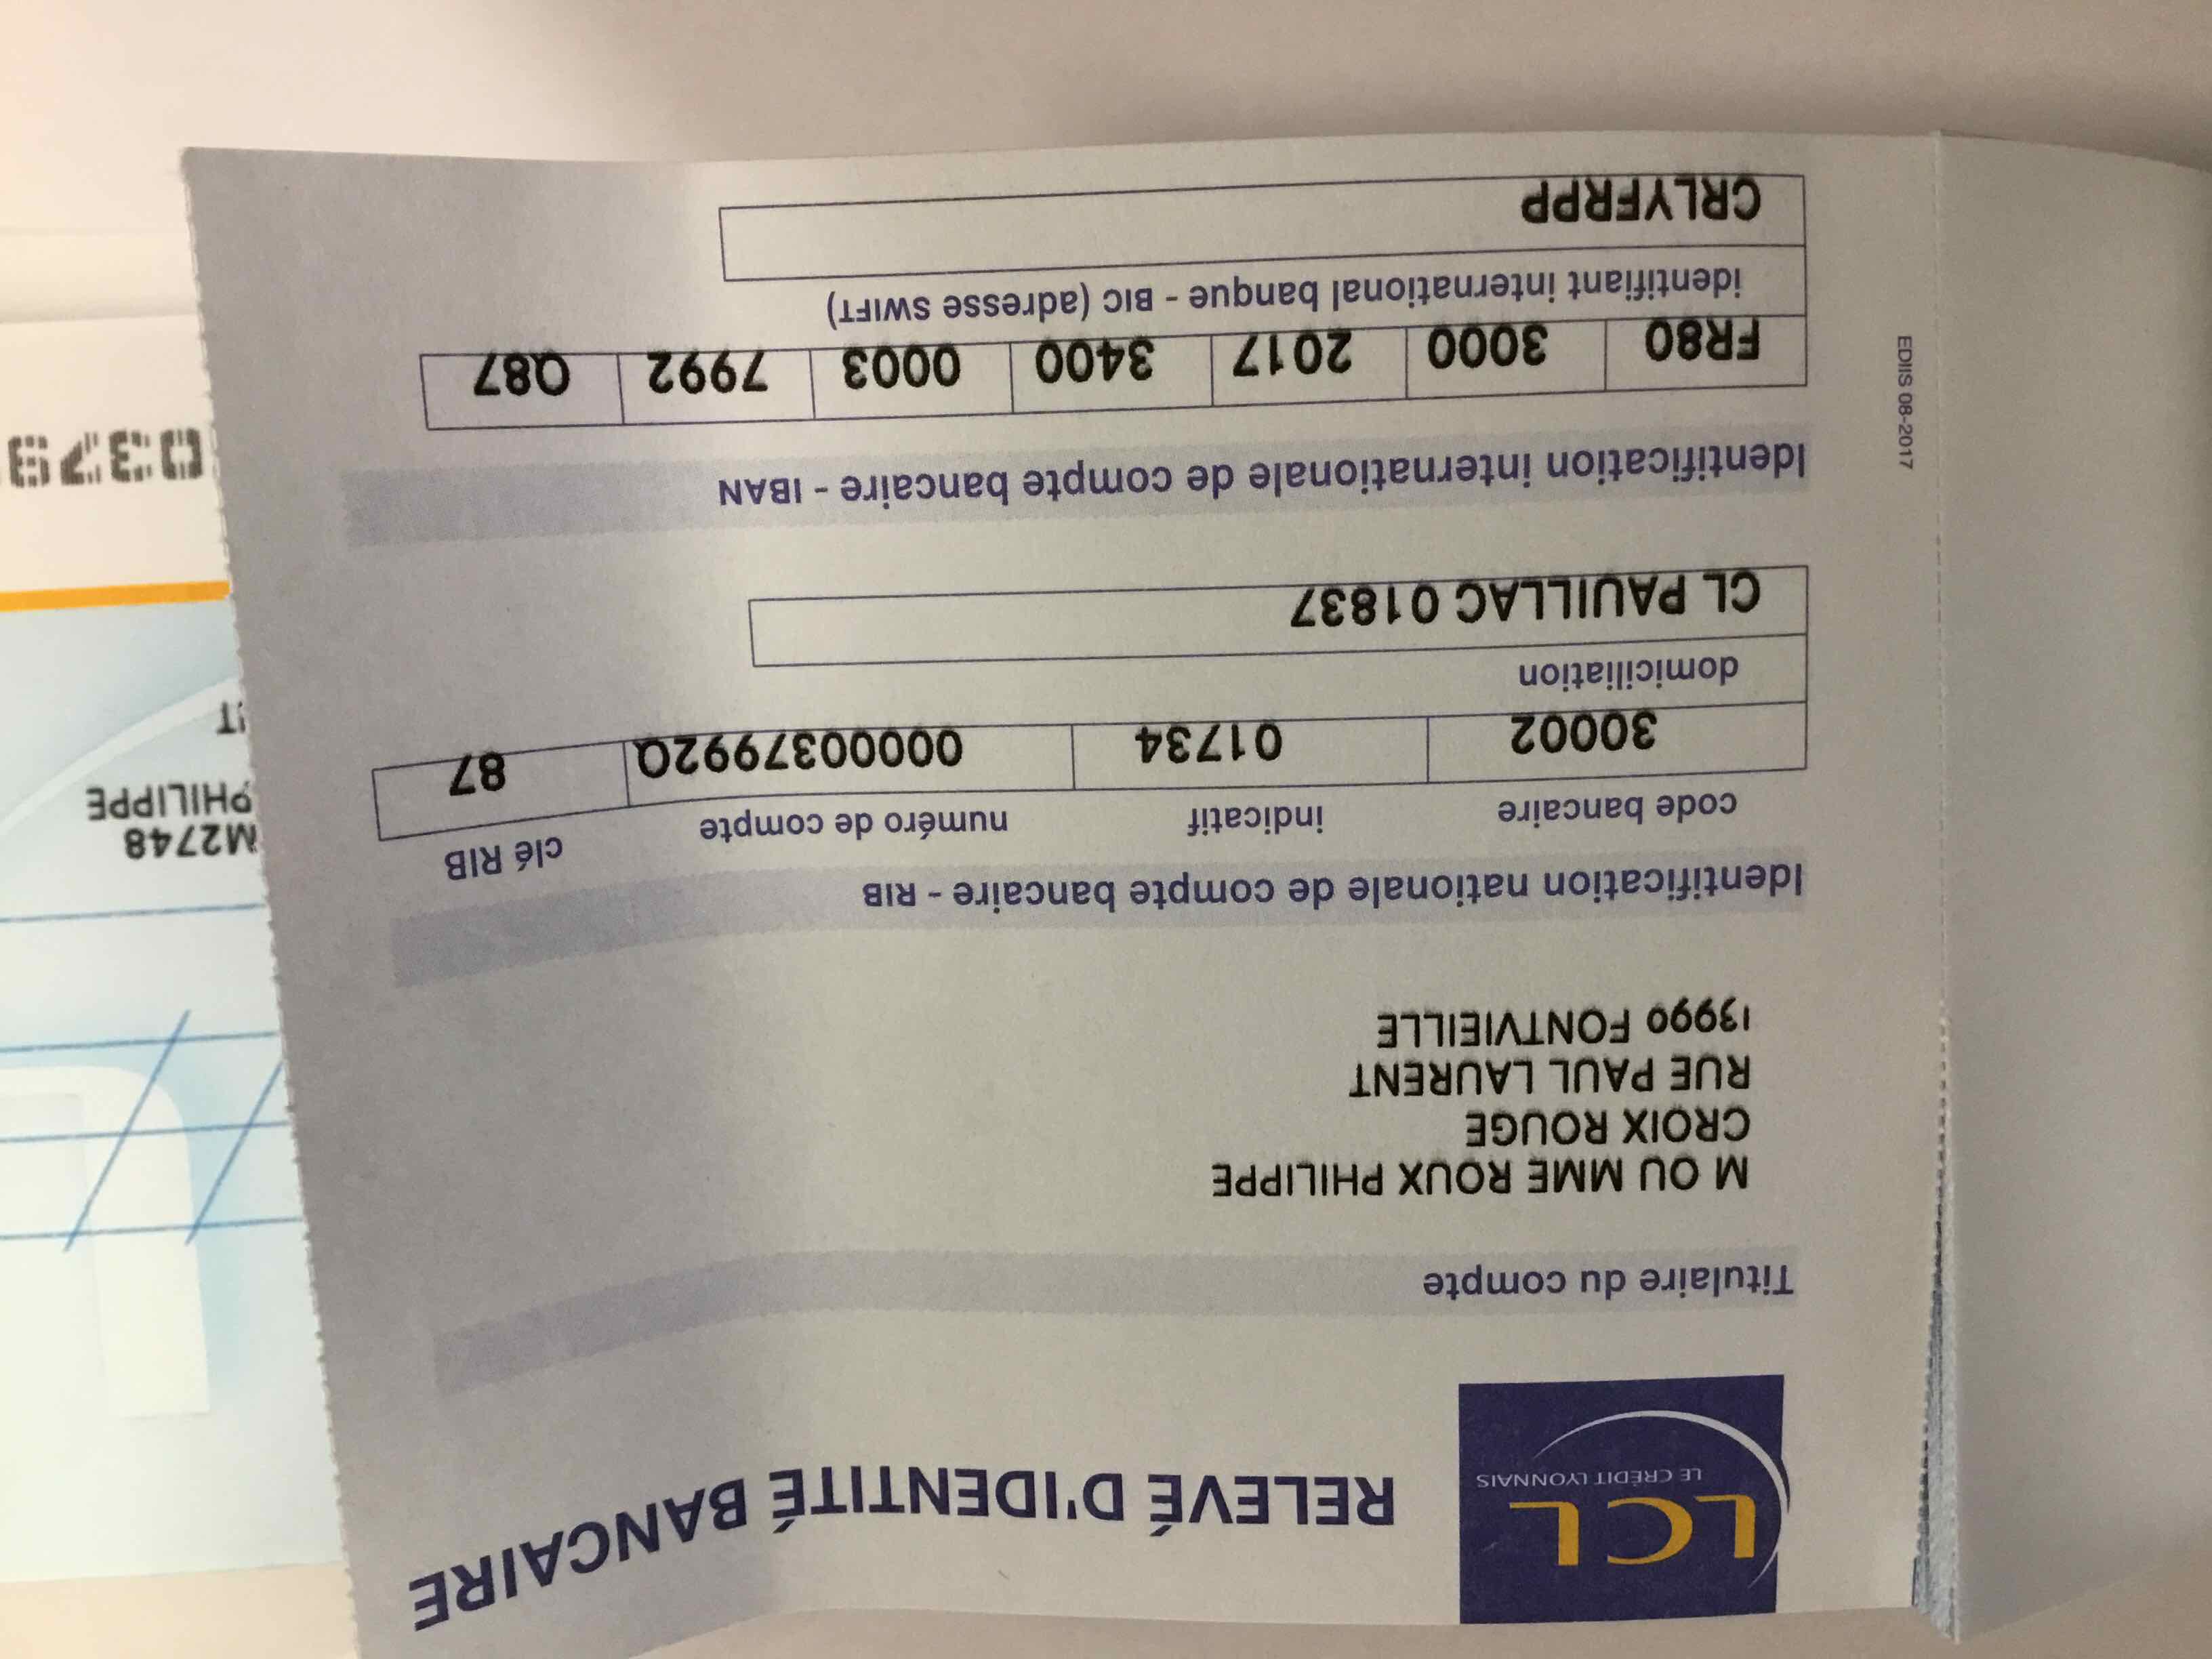 LCL
LE CRÉDIT LYONNAIS
RELEVÉ D'IDENTITÉ BANCAIRE
Titulaire du compte
M OU MME ROUX PHILIPPE
CROIX ROUGE
RUE PAUL LAURENT
13990 FONTVIEILLE
Identification nationale de compte bancaire - RIB
code bancaire indicatif numéro de compte clé RIB
30002 01734 0000037992Q 87
domiciliation
CL PAUILLAC 01837
Identification internationale de compte bancaire - IBAN
FR80 3000 2017 3400 0003 7992 Q87
identifiant international banque - BIC (adresse SWIFT)
CRLYFRPP
EDIIS 08-2017
M2748
PHILIPPE